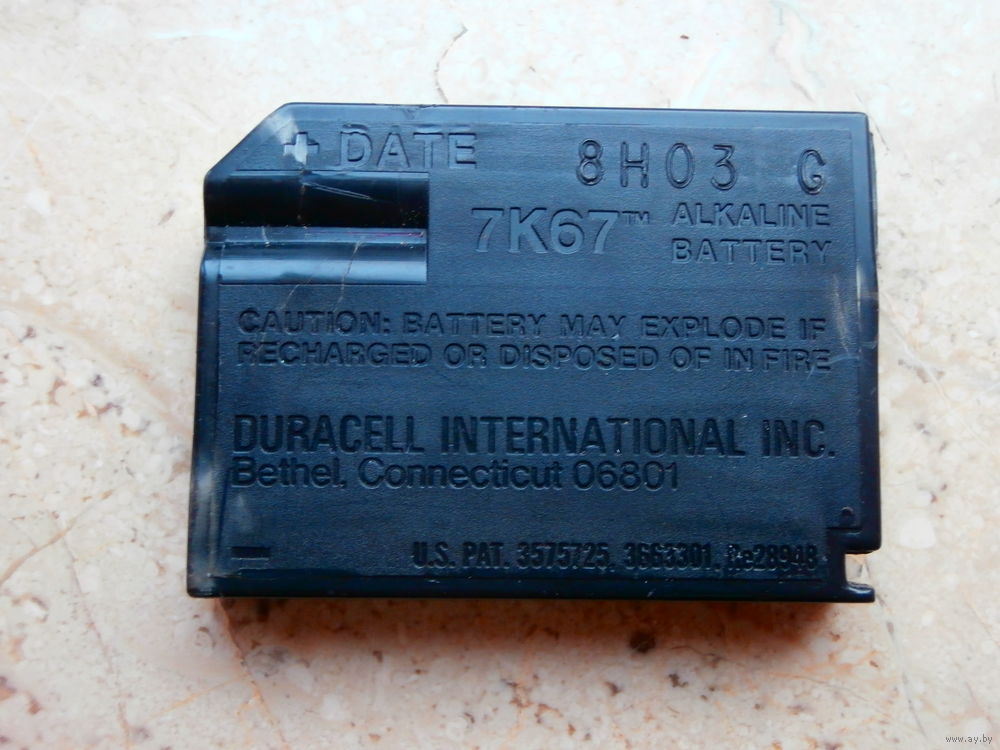 + DATE 8H03 G
7K67™ ALKALINE
BATTERY
CAUTION: BATTERY MAY EXPLODE IF
RECHARGED OR DISPOSED OF IN FIRE
DURACELL INTERNATIONAL INC.
Bethel, Connecticut 06801
– U.S. PAT. 3575725, 3663301, Re28948
www.ay.by